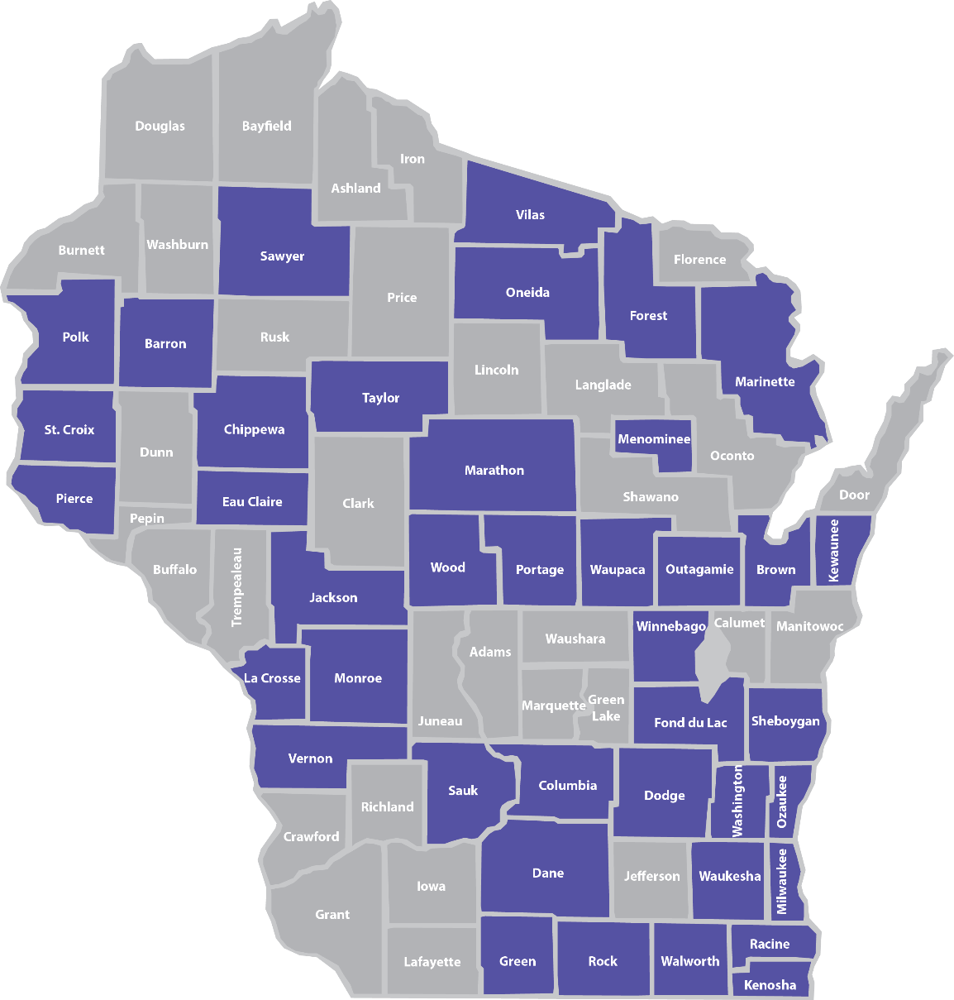 Douglas
Bayfield
Iron
Ashland
Vilas
Burnett
Washburn
Sawyer
Florence
Price
Oneida
Forest
Polk
Barron
Rusk
Lincoln
Langlade
Marinette
Taylor
St. Croix
Chippewa
Dunn
Menominee
Oconto
Marathon
Pierce
Eau Claire
Clark
Shawano
Door
Pepin
Buffalo
Trempealeau
Jackson
Wood
Portage
Waupaca
Outagamie
Brown
Kewaunee
Winnebago
Calumet
Manitowoc
Waushara
Adams
La Crosse
Monroe
Juneau
Marquette
Green
Lake
Fond du Lac
Sheboygan
Vernon
Sauk
Columbia
Dodge
Washington
Ozaukee
Richland
Crawford
Dane
Jefferson
Waukesha
Milwaukee
Iowa
Grant
Lafayette
Green
Rock
Walworth
Racine
Kenosha